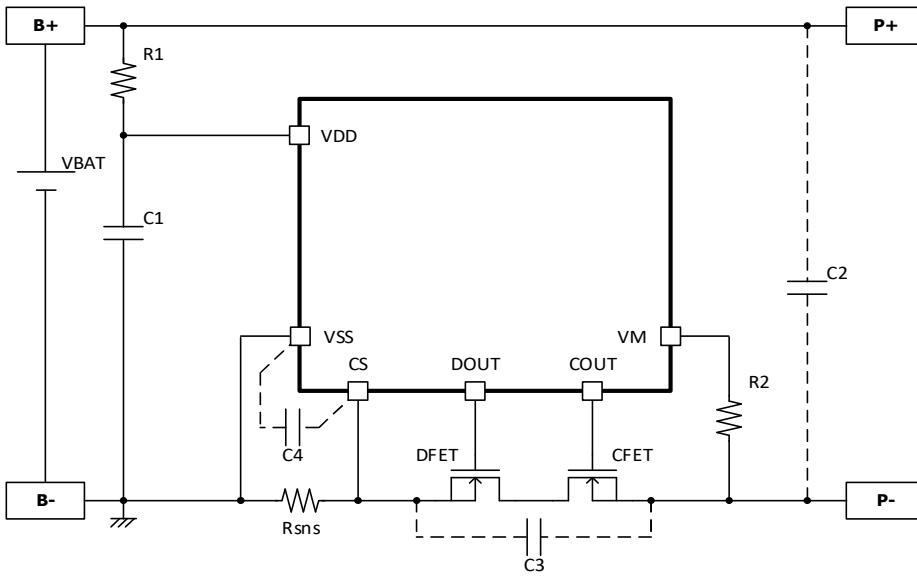 B+
P+
R1
VDD
VBAT
C1
C2
VSS
VM
CS
DOUT
COUT
R2
C4
DFET
CFET
B-
P-
Rsns
C3